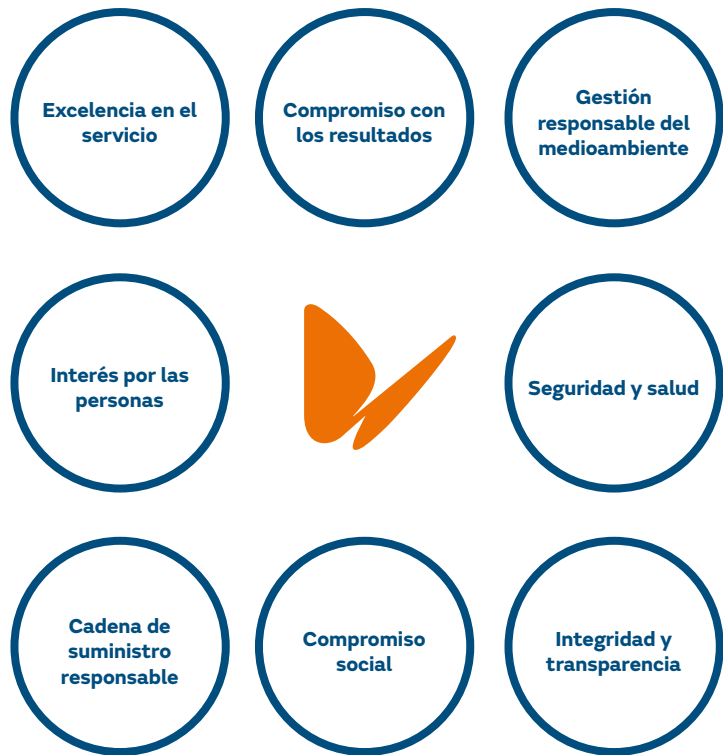 Excelencia en el
servicio
Compromiso con
los resultados
Gestión
responsable del
medioambiente
Interés por las
personas
Seguridad y salud
Cadena de
suministro
responsable
Compromiso
social
Integridad y
transparencia